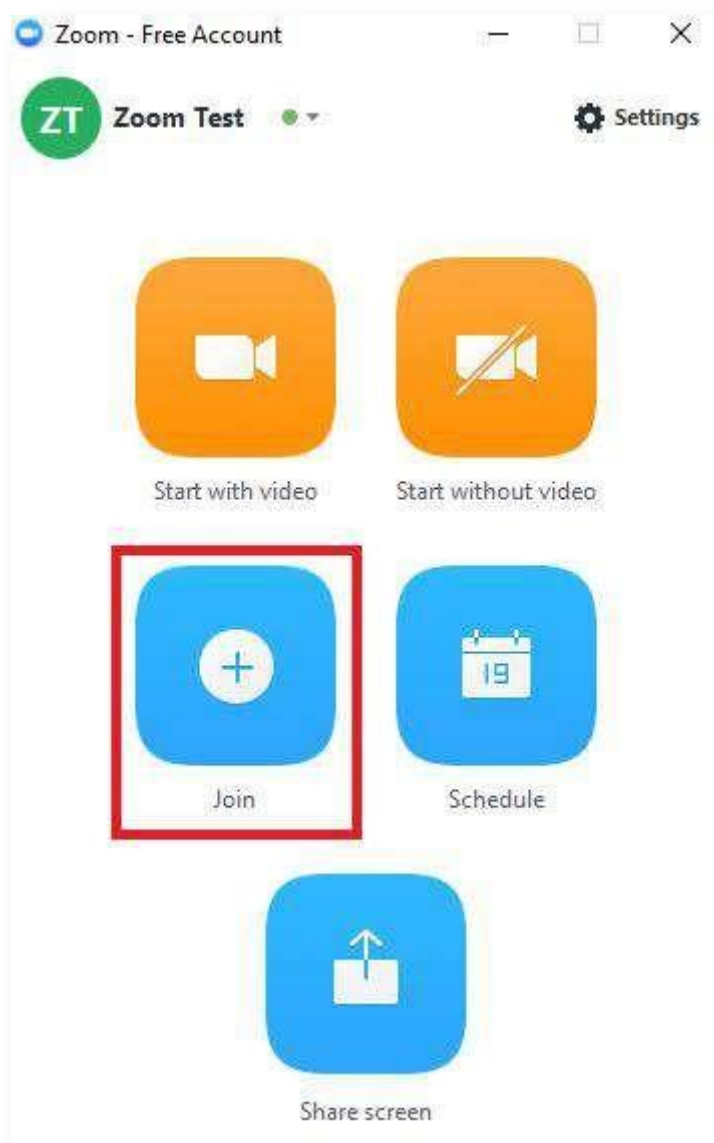 Zoom - Free Account
ZT Zoom Test Settings
Start with video Start without video
19
Join Schedule
Share screen